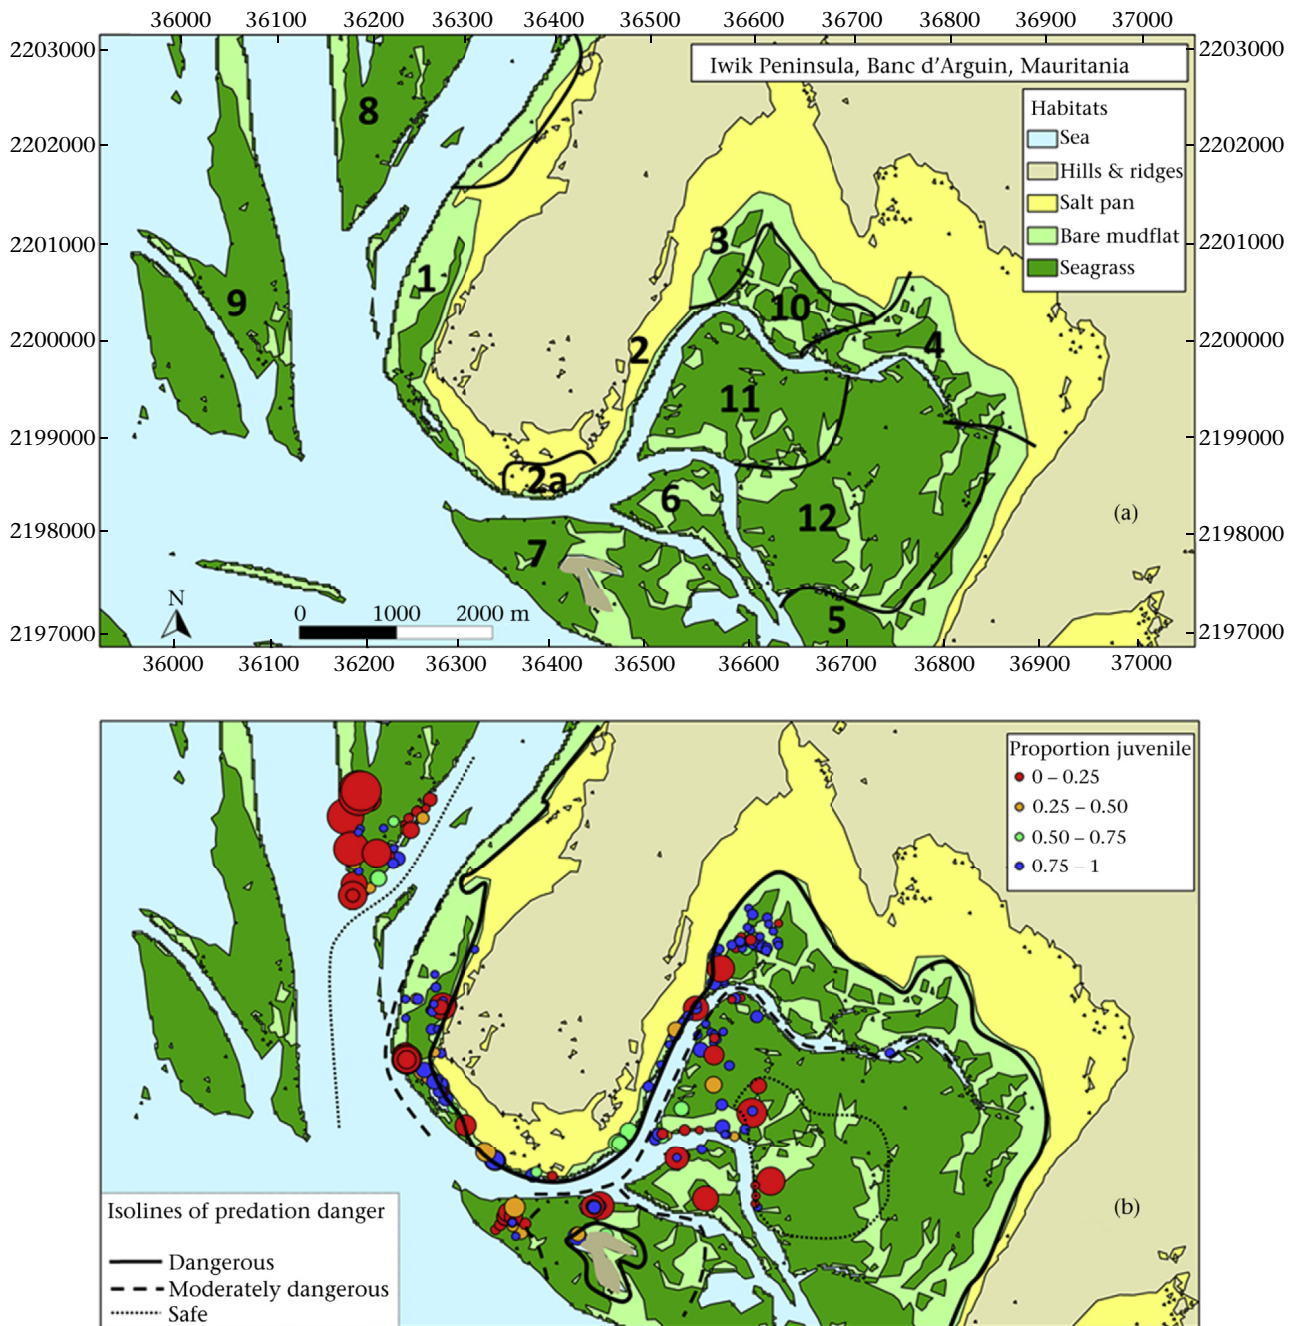 36000 36100 36200 36300 36400 36500 36600 36700 36800 36900 37000
2203000 2203000
Iwik Peninsula, Banc d'Arguin, Mauritania
Habitats
Sea
Hills & ridges
Salt pan
Bare mudflat
Seagrass
2202000 2202000
2201000 2201000
2200000 2200000
2199000 2199000
2198000 2198000
2197000 2197000
8
3
1
9
10
2
4
11
2a
6
12
(a)
7
5
N
0 1000 2000 m
36000 36100 36200 36300 36400 36500 36600 36700 36800 36900 37000
Proportion juvenile
0 – 0.25
0.25 – 0.50
0.50 – 0.75
0.75 – 1
(b)
Isolines of predation danger
Dangerous
Moderately dangerous
Safe